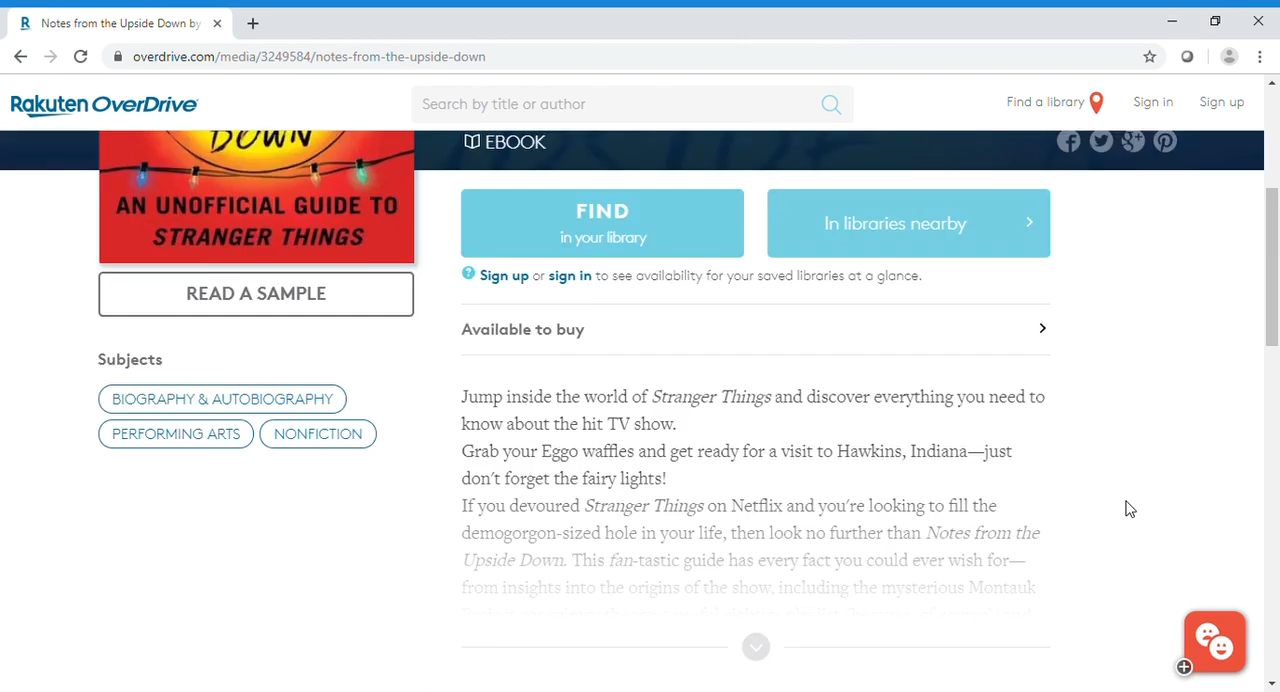 Notes from the Upside Down by
overdrive.com/media/3249584/notes-from-the-upside-down
Rakuten OverDrive
Search by title or author
Find a library
Sign in
Sign up
DOWN
AN UNOFFICIAL GUIDE TO
STRANGER THINGS
READ A SAMPLE
Subjects
BIOGRAPHY & AUTOBIOGRAPHY
PERFORMING ARTS
NONFICTION
EBOOK
FIND
in your library
In libraries nearby
Sign up or sign in to see availability for your saved libraries at a glance.
Available to buy
Jump inside the world of Stranger Things and discover everything you need to
know about the hit TV show.
Grab your Eggo waffles and get ready for a visit to Hawkins, Indiana—just
don't forget the fairy lights!
If you devoured Stranger Things on Netflix and you're looking to fill the
demogorgon-sized hole in your life, then look no further than Notes from the
Upside Down. This fan-tastic guide has every fact you could ever wish for—
from insights into the origins of the show, including the mysterious Montauk